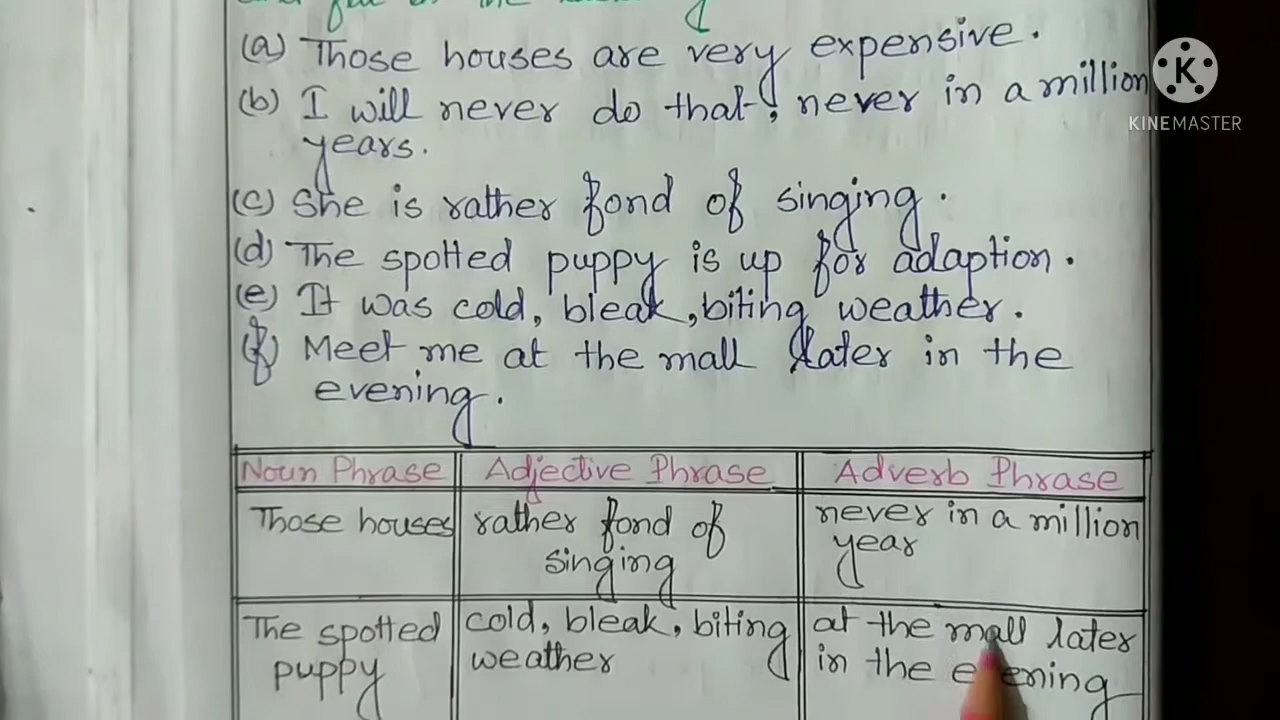 (a) Those houses are very expensive.
(b) I will never do that, never in a million
years.
(c) She is rather fond of singing.
(d) The spotted puppy is up for adaption.
(e) It was cold, bleak, biting weather.
(f) Meet me at the mall later in the
evening.
Noun Phrase Adjective Phrase Adverb Phrase
Those houses rather fond of singing never in a million year
The spotted puppy cold, bleak, biting weather at the mall later in the evening
K
KINEMASTER